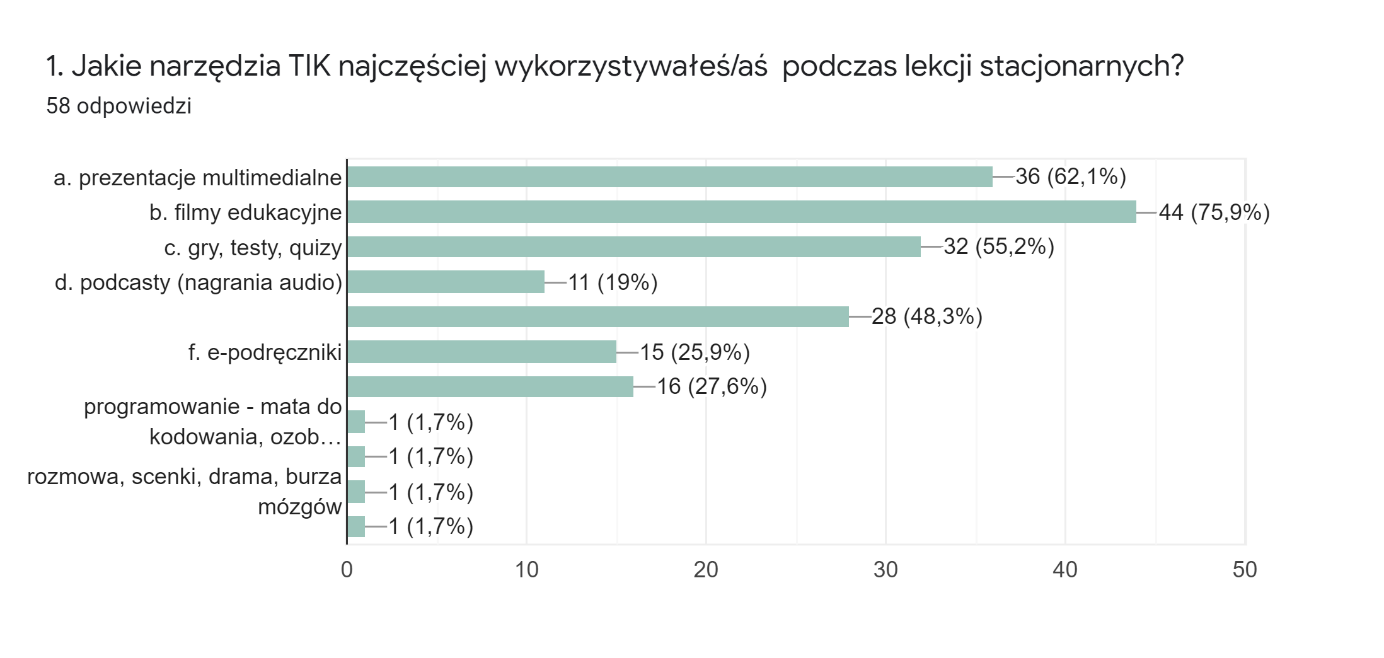 1. Jakie narzędzia TIK najczęściej wykorzystywałeś/aś  podczas lekcji stacjonarnych?
58 odpowiedzi
a. prezentacje multimedialne 36 (62,1%)
b. filmy edukacyjne 44 (75,9%)
c. gry, testy, quizy 32 (55,2%)
d. podcasty (nagrania audio) 11 (19%)
28 (48,3%)
f. e-podręczniki 15 (25,9%)
16 (27,6%)
programowanie - mata do
kodowania, ozob… 1 (1,7%)
1 (1,7%)
rozmowa, scenki, drama, burza
mózgów 1 (1,7%)
1 (1,7%)
0 10 20 30 40 50